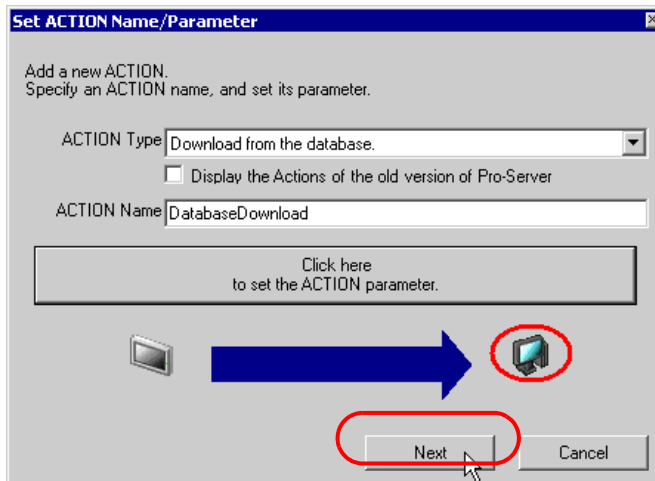 Set ACTION Name/Parameter
Add a new ACTION.
Specify an ACTION name, and set its parameter.
ACTION Type Download from the database.
Display the Actions of the old version of Pro-Server
ACTION Name DatabaseDownload
Click here
to set the ACTION parameter.
Next Cancel